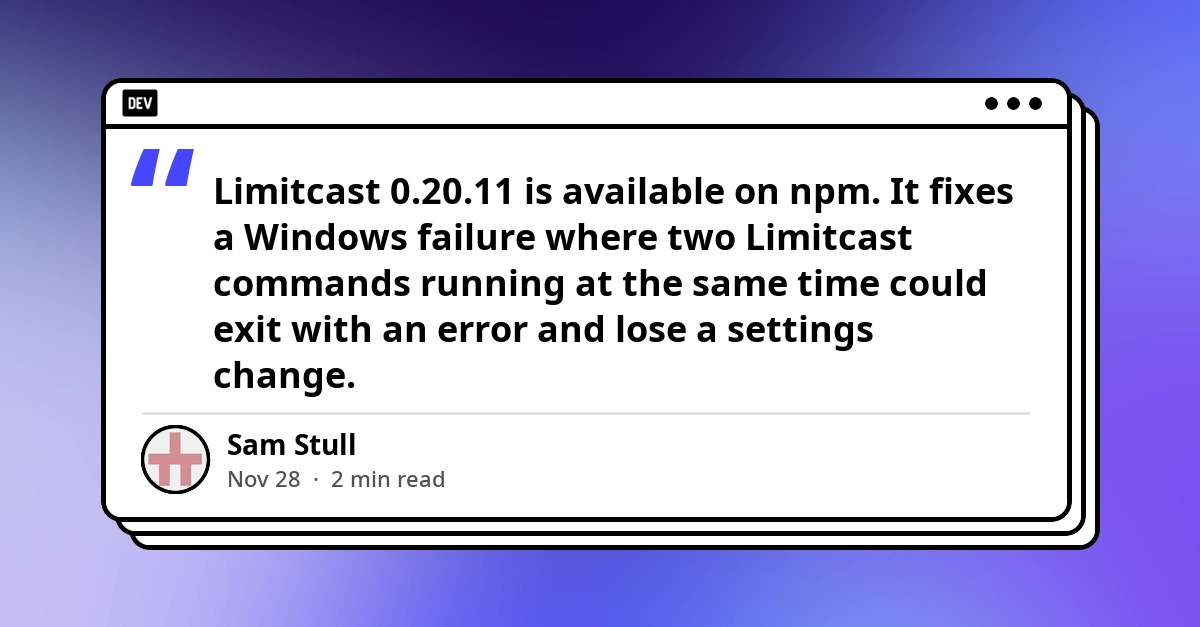 DEV
Limitcast 0.20.11 is available on npm. It fixes
a Windows failure where two Limitcast
commands running at the same time could
exit with an error and lose a settings
change.
Sam Stull
Nov 28 · 2 min read